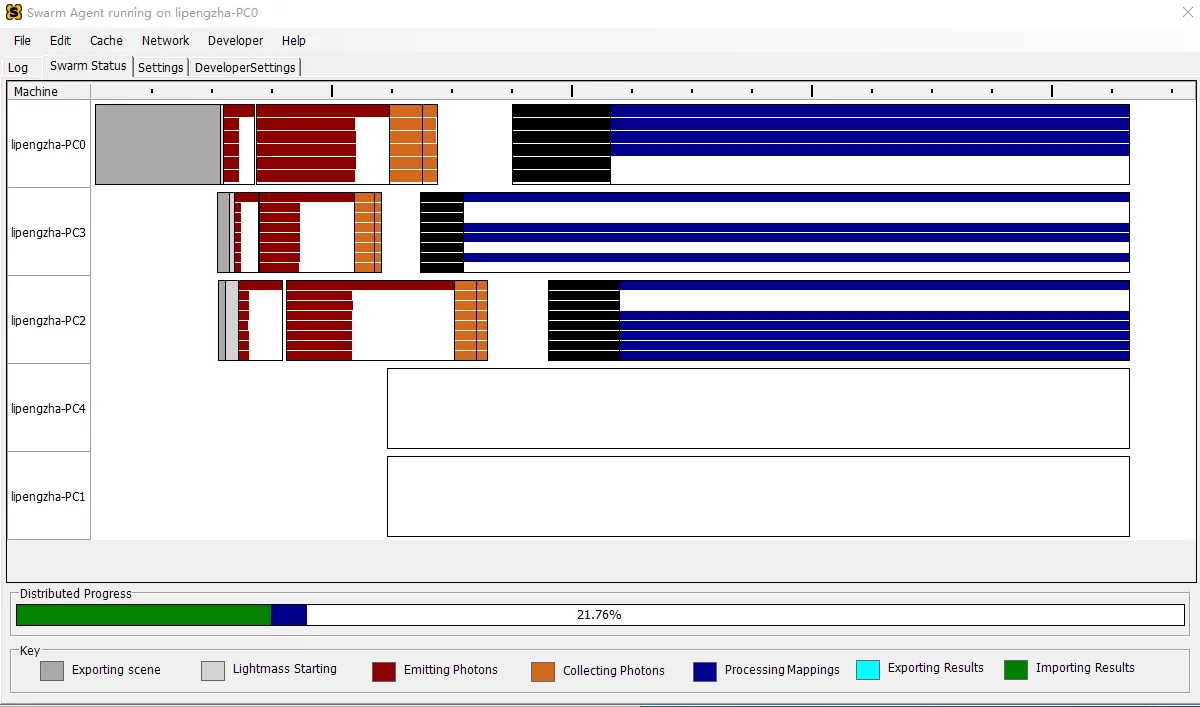 Swarm Agent running on lipengzha-PC0
File Edit Cache Network Developer Help
Log Swarm Status Settings DeveloperSettings
Machine
lipengzha-PC0
lipengzha-PC3
lipengzha-PC2
lipengzha-PC4
lipengzha-PC1
Distributed Progress
21.76%
Key
Exporting scene Lightmass Starting Emitting Photons Collecting Photons Processing Mappings Exporting Results Importing Results